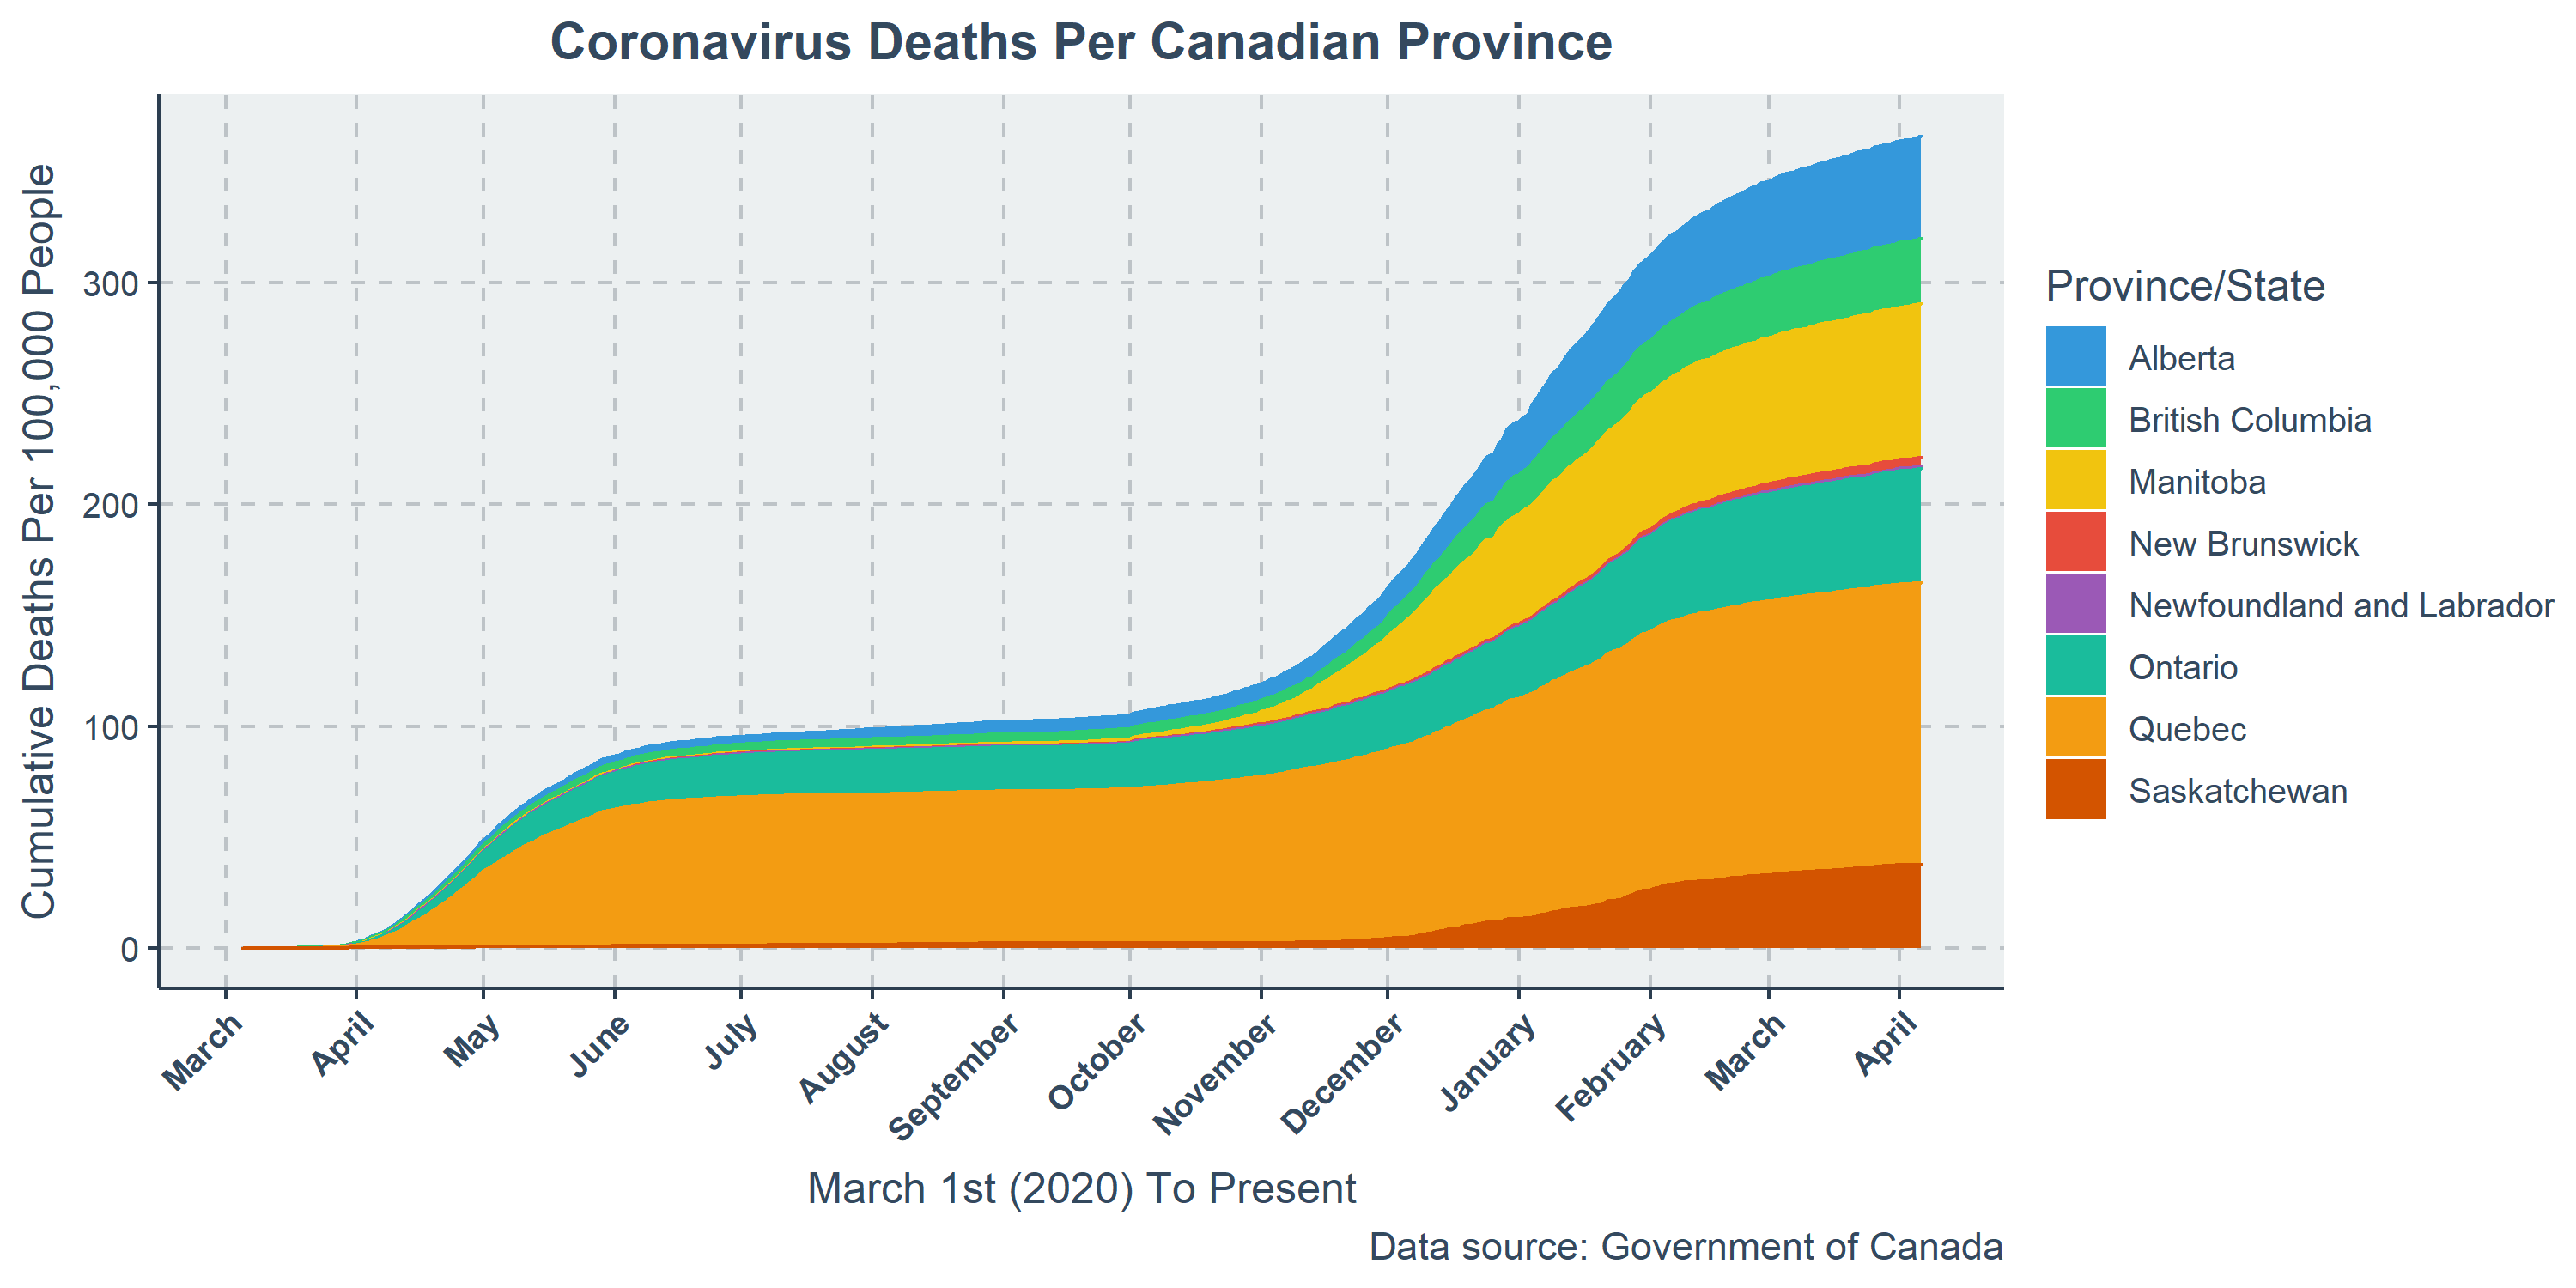 Coronavirus Deaths Per Canadian Province
Cumulative Deaths Per 100,000 People
300
200
100
0
March
April
May
June
July
August
September
October
November
December
January
February
March
April
March 1st (2020) To Present
Data source: Government of Canada
Province/State
Alberta
British Columbia
Manitoba
New Brunswick
Newfoundland and Labrador
Ontario
Quebec
Saskatchewan